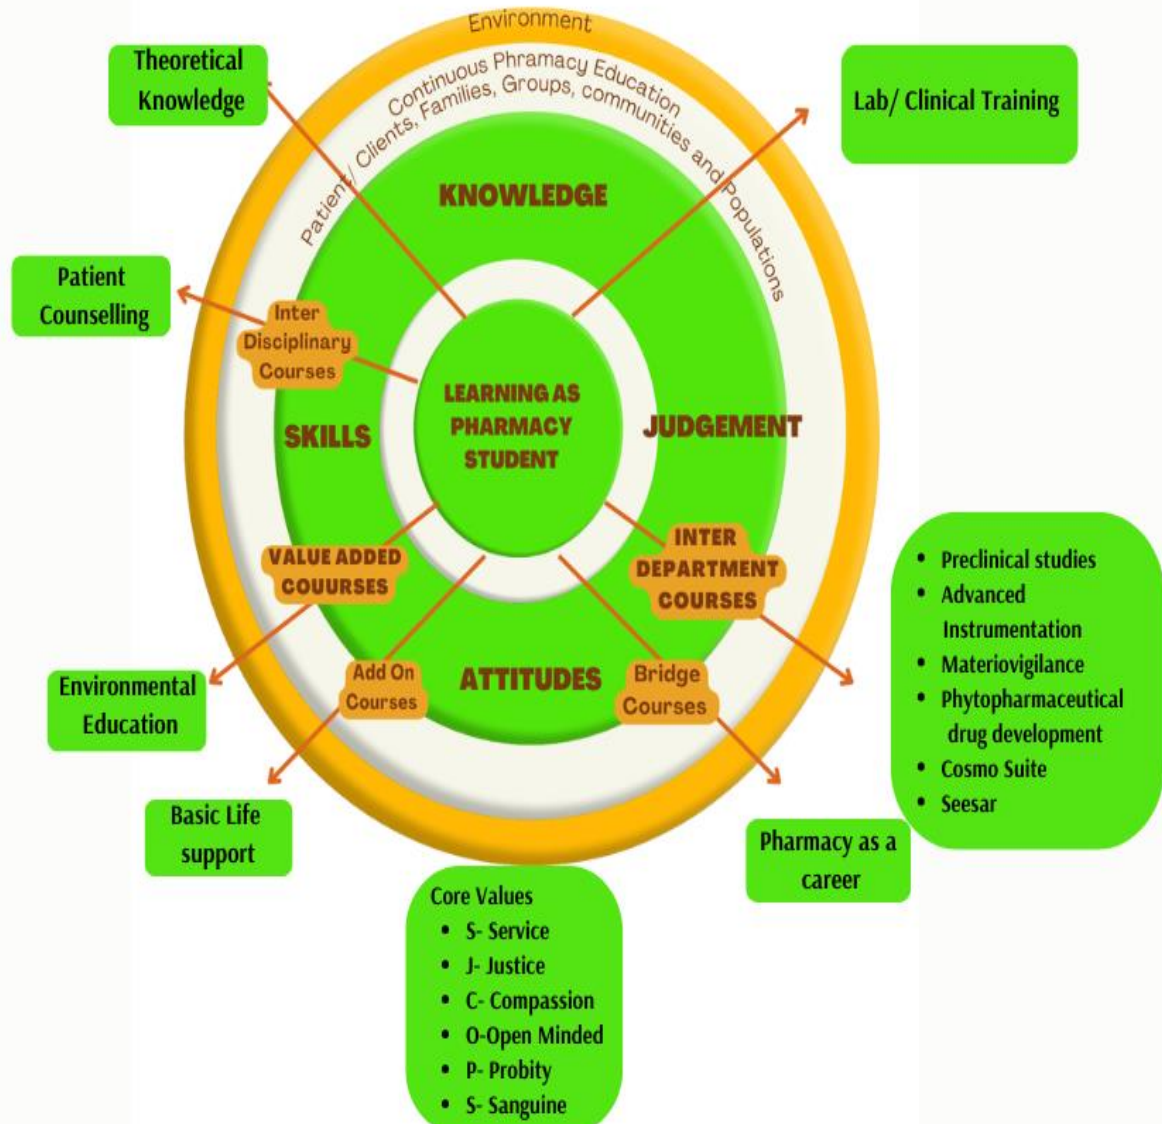 Environment
Continuous Phramacy Education
Patient/ Clients, Families, Groups, communities and Populations
Theoretical
Knowledge
Lab/ Clinical Training
KNOWLEDGE
Patient
Counselling
Inter
Disciplinary
Courses
LEARNING AS
PHARMACY
STUDENT
SKILLS
JUDGEMENT
VALUE ADDED
COUURSES
INTER
DEPARTMENT
COURSES
• Preclinical studies
• Advanced
Instrumentation
• Materiovigilance
• Phytopharmaceutical
drug development
• Cosmo Suite
• Seesar
Environmental
Education
Add On
Courses
ATTITUDES
Bridge
Courses
Basic Life
support
Pharmacy as a
career
Core Values
• S- Service
• J- Justice
• C- Compassion
• O-Open Minded
• P- Probity
• S- Sanguine